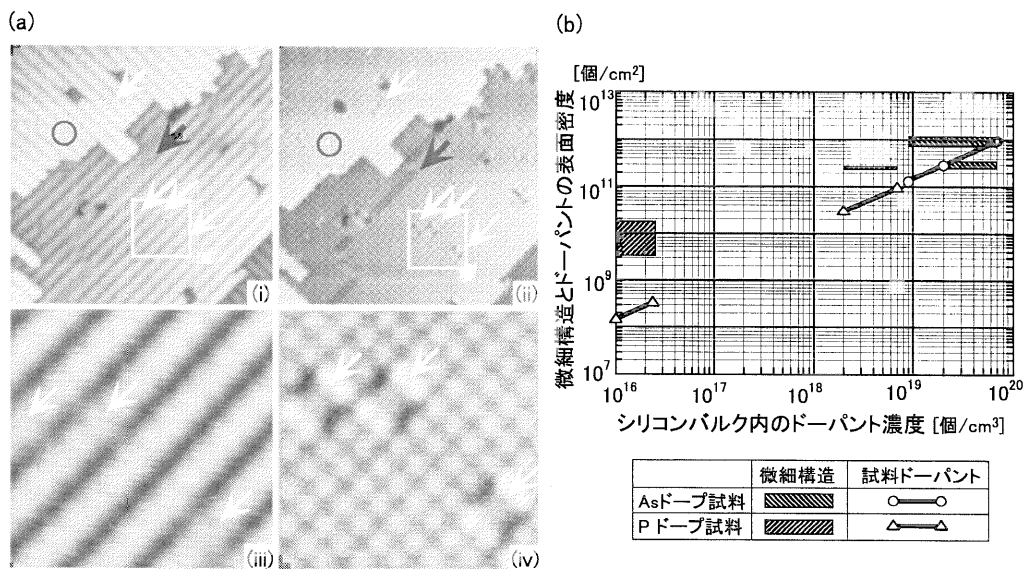 (a)
(i)
(ii)
(iii)
(iv)
(b)
[個/cm²]
微細構造とドーパントの表面密度
10¹³
10¹¹
10⁹
10⁷
10¹⁶ 10¹⁷ 10¹⁸ 10¹⁹ 10²⁰
シリコンバルク内のドーパント濃度 [個/cm³]
微細構造 試料ドーパント
Asドープ試料
P ドープ試料